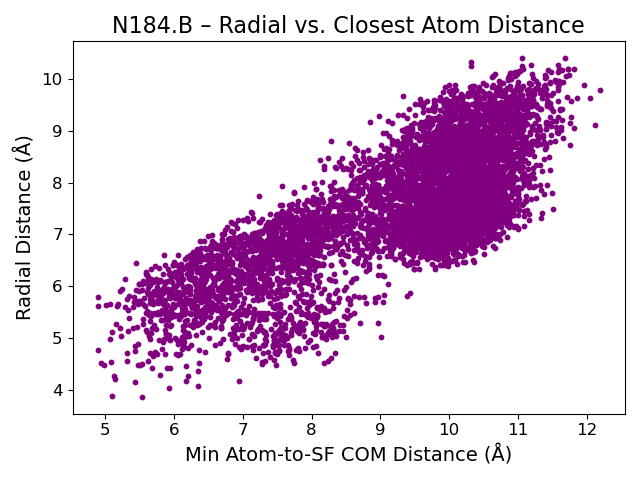 N184.B – Radial vs. Closest Atom Distance
Radial Distance (Å)
10
9
8
7
6
5
4
5 6 7 8 9 10 11 12
Min Atom-to-SF COM Distance (Å)